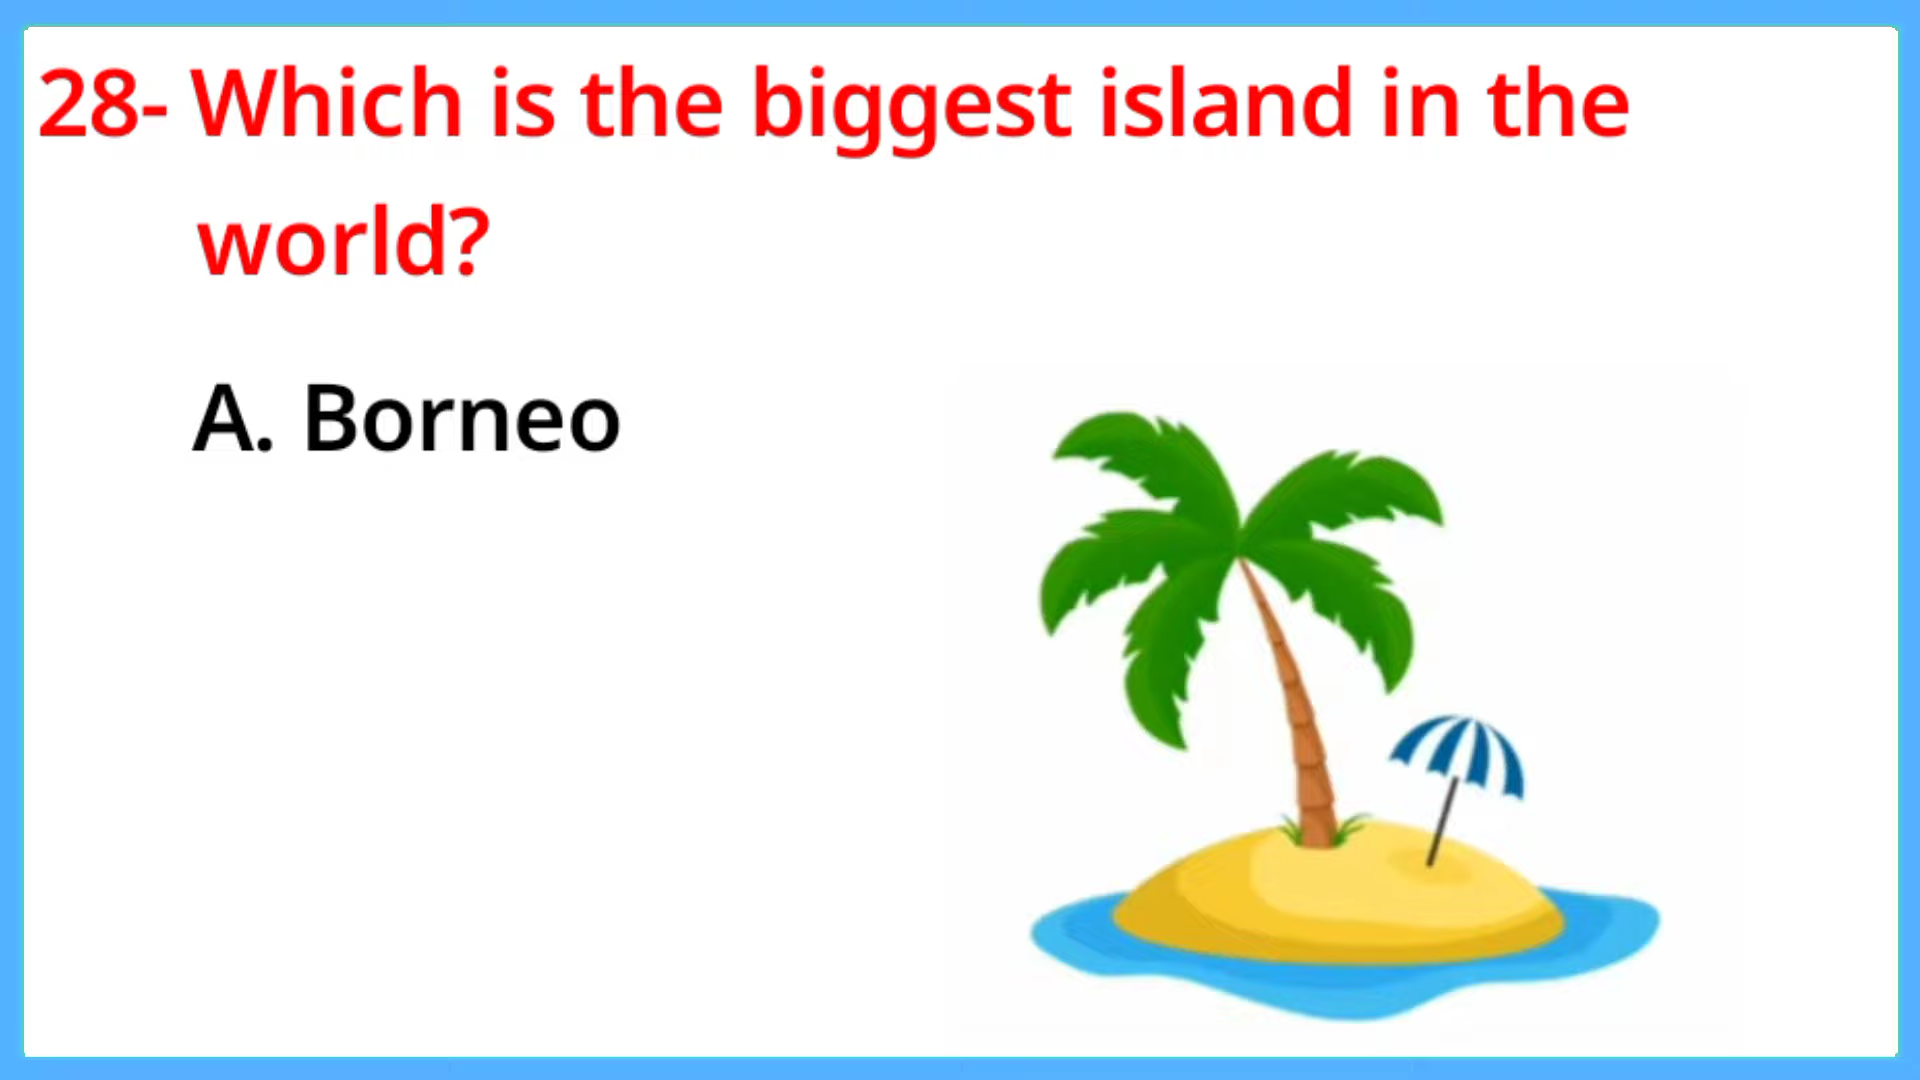 28- Which is the biggest island in the
world?
A. Borneo